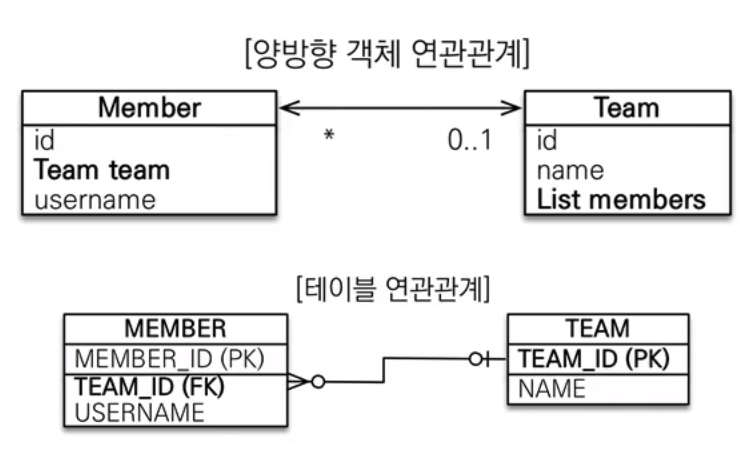 [양방향 객체 연관관계]
Member
id
Team team
username
*
0..1
Team
id
name
List members
[테이블 연관관계]
MEMBER
MEMBER_ID (PK)
TEAM_ID (FK)
USERNAME
TEAM
TEAM_ID (PK)
NAME